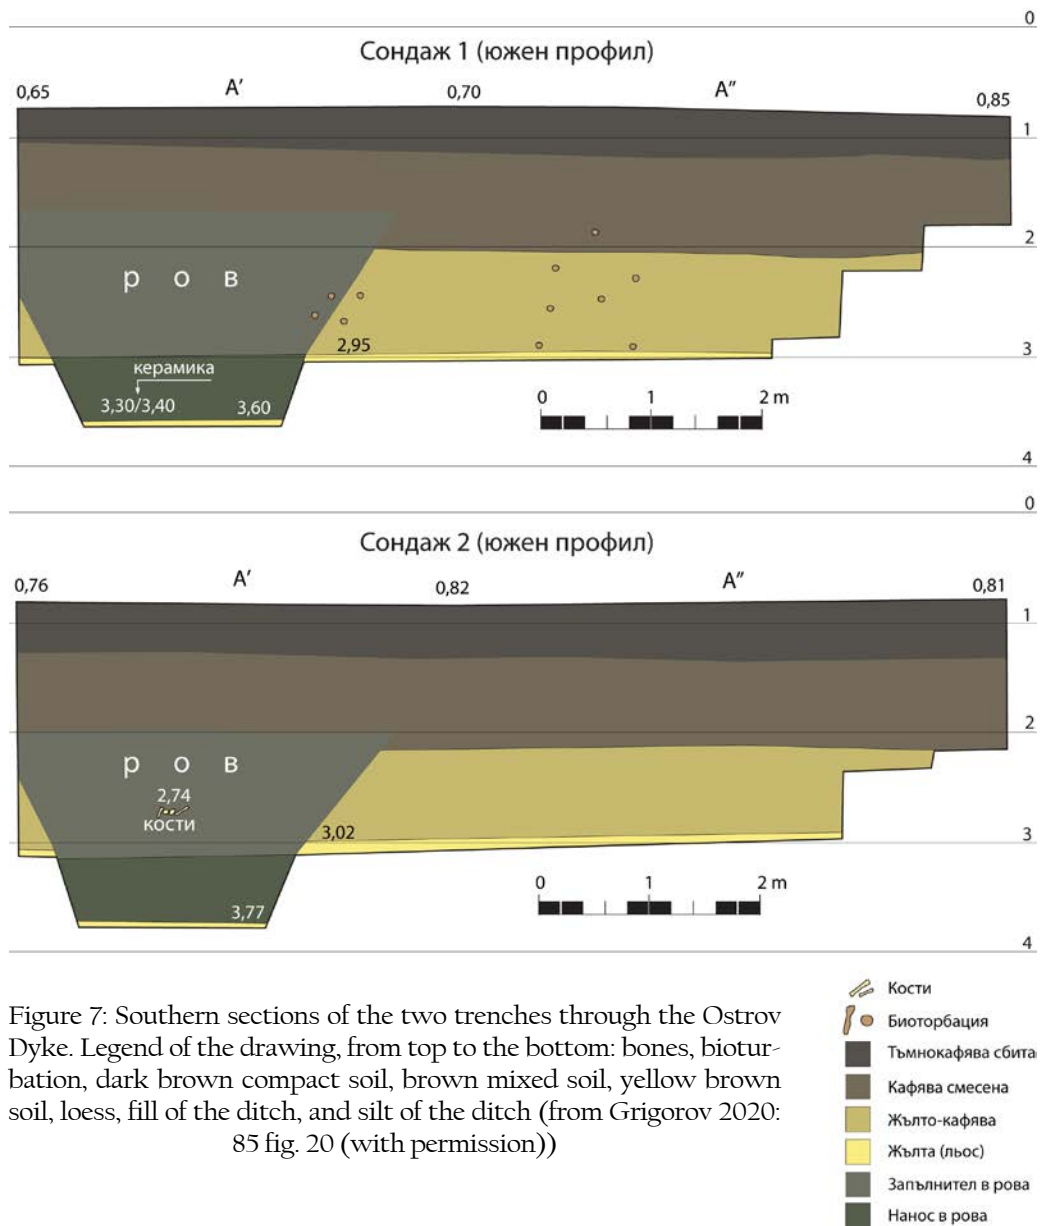 0
Сондаж 1 (южен профил)
0,65 A' 0,70 A" 0,85
1
2
р о в
2,95
3
керамика
3,30/3,40 3,60
0 1 2 m
4
0
Сондаж 2 (южен профил)
0,76 A' 0,82 A" 0,81
1
2
р о в
2,74
кости
3,02
3
0 1 2 m
3,77
4
Figure 7: Southern sections of the two trenches through the Ostrov
Dyke. Legend of the drawing, from top to the bottom: bones, biotur-
bation, dark brown compact soil, brown mixed soil, yellow brown
soil, loess, fill of the ditch, and silt of the ditch (from Grigorov 2020:
85 fig. 20 (with permission))
Кости
Биоторбация
Тъмнокафява сбита
Кафява смесена
Жълто-кафява
Жълта (льос)
Запълнител в рова
Нанос в рова